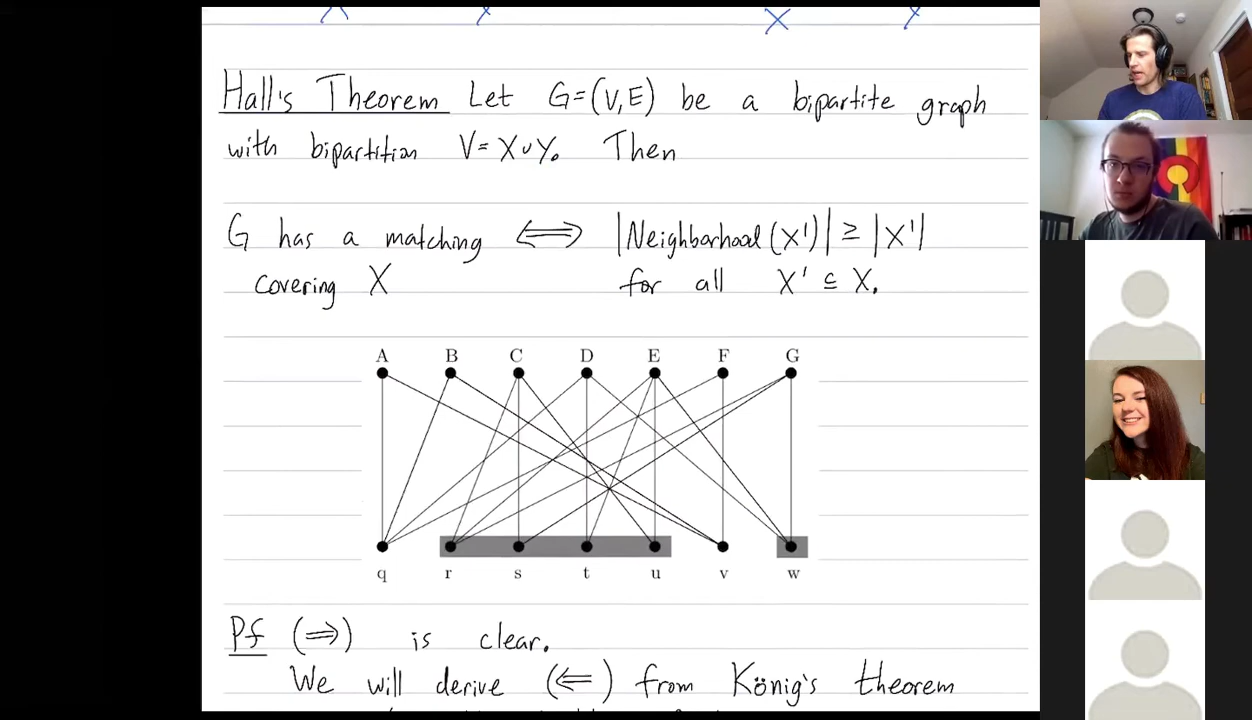 X Y X Y
Hall's Theorem Let G=(V,E) be a bipartite graph
with bipartition V= X∪Y. Then
G has a matching ⟺ |Neighborhood(X')| ≥ |X'|
covering X for all X' ⊆ X.
A B C D E F G
q r s t u v w
Pf (⇒) is clear.
We will derive (⇐) from König's theorem